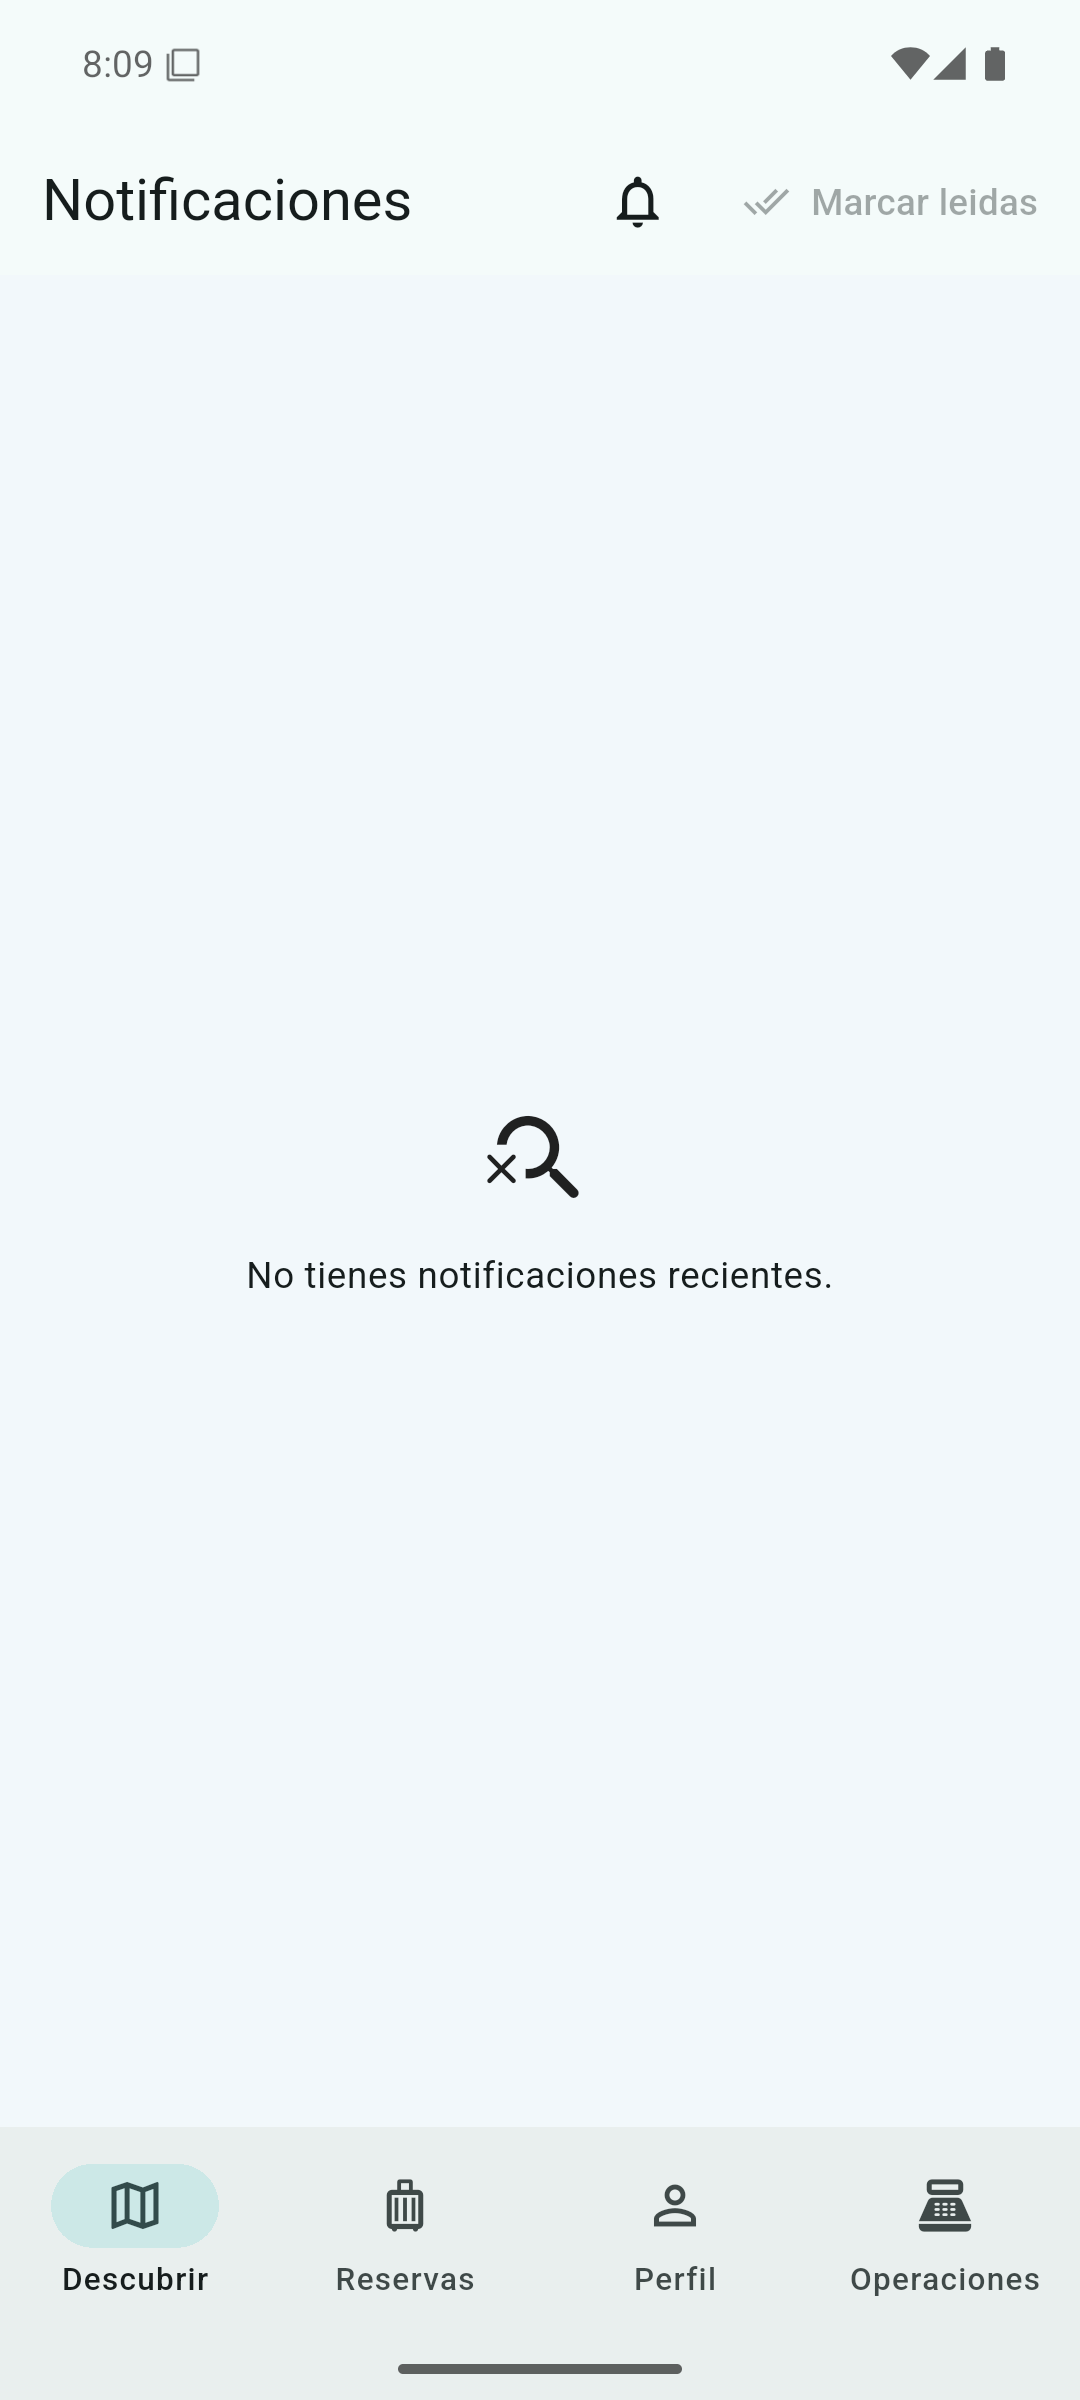 8:09
Notificaciones
Marcar leidas
No tienes notificaciones recientes.
Descubrir
Reservas
Perfil
Operaciones